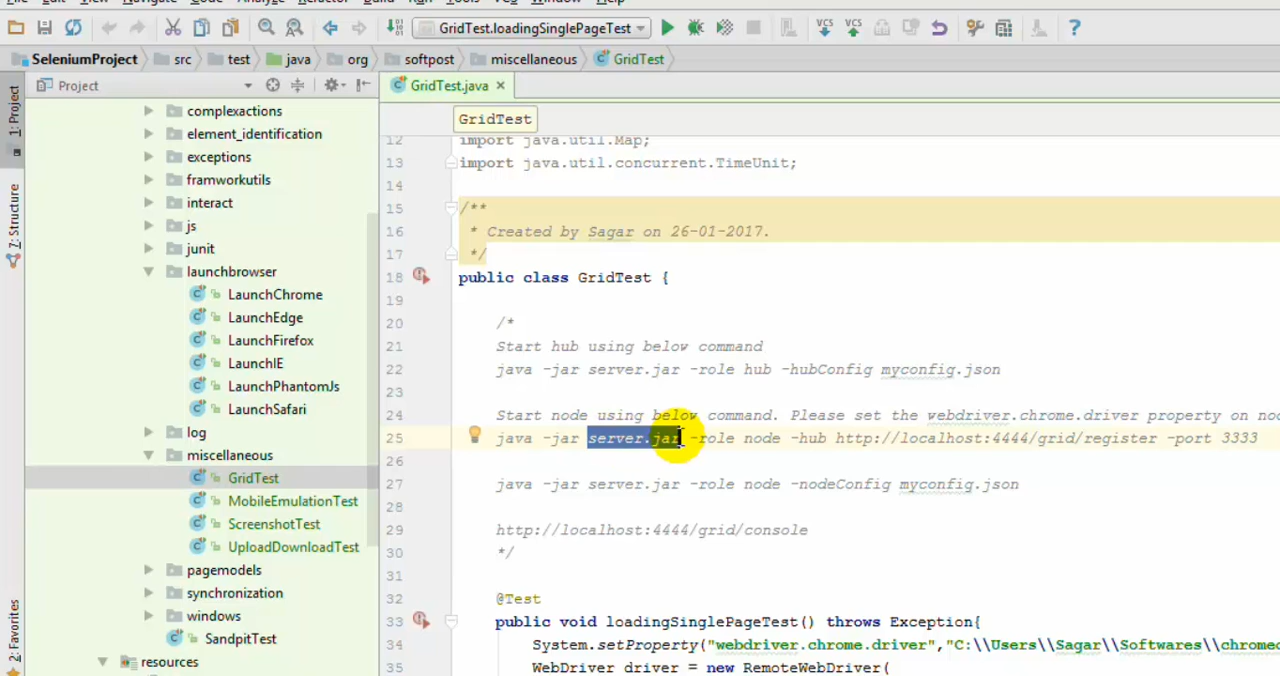 GridTest.loadingSinglePageTest
VCS VCS
SeleniumProject src test java org softpost miscellaneous GridTest
1: Project
7: Structure
2: Favorites
Project
complexactions
element_identification
exceptions
framworkutils
interact
js
junit
launchbrowser
LaunchChrome
LaunchEdge
LaunchFirefox
LaunchIE
LaunchPhantomJs
LaunchSafari
log
miscellaneous
GridTest
MobileEmulationTest
ScreenshotTest
UploadDownloadTest
pagemodels
synchronization
windows
SandpitTest
resources
GridTest.java
GridTest
12 import java.util.Map;
13 import java.util.concurrent.TimeUnit;
14
15 /**
16 * Created by Sagar on 26-01-2017.
17 */
18 public class GridTest {
19
20 /*
21 Start hub using below command
22 java -jar server.jar -role hub -hubConfig myconfig.json
23
24 Start node using below command. Please set the webdriver.chrome.driver property on
25 java -jar server.jar -role node -hub http://localhost:4444/grid/register -port 3333
26
27 java -jar server.jar -role node -nodeConfig myconfig.json
28
29 http://localhost:4444/grid/console
30 */
31
32 @Test
33 public void loadingSinglePageTest() throws Exception{
34 System.setProperty("webdriver.chrome.driver","C:\\Users\\Sagar\\Softwares\\
35 WebDriver driver = new RemoteWebDriver(